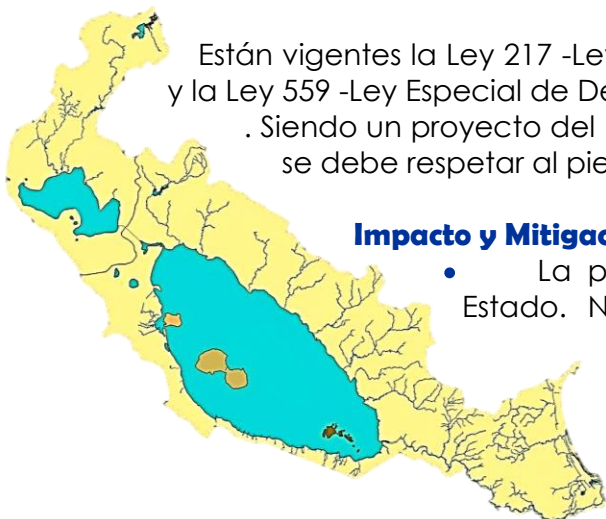 Están vigentes la Ley 217 -Le
y la Ley 559 -Ley Especial de De
. Siendo un proyecto del
se debe respetar al pie
Impacto y Mitigac
• La p
Estado. N